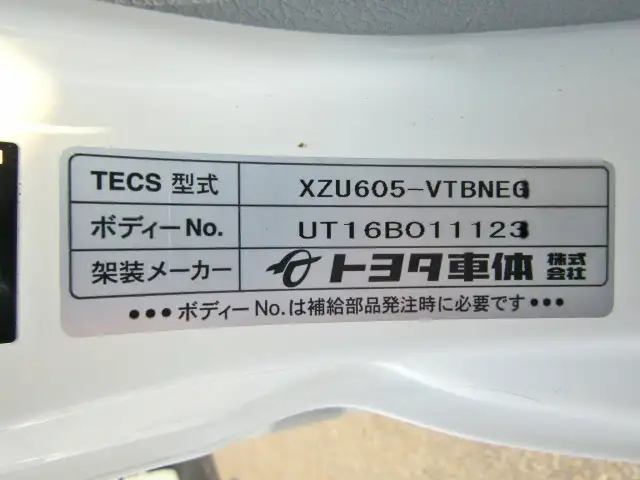 TECS 型式 XZU605-VTBNEG
ボディーNo. UT16B011123
架装メーカー トヨタ車体 株式会社
●●● ボディーNo.は補給部品発注時に必要です ●●●